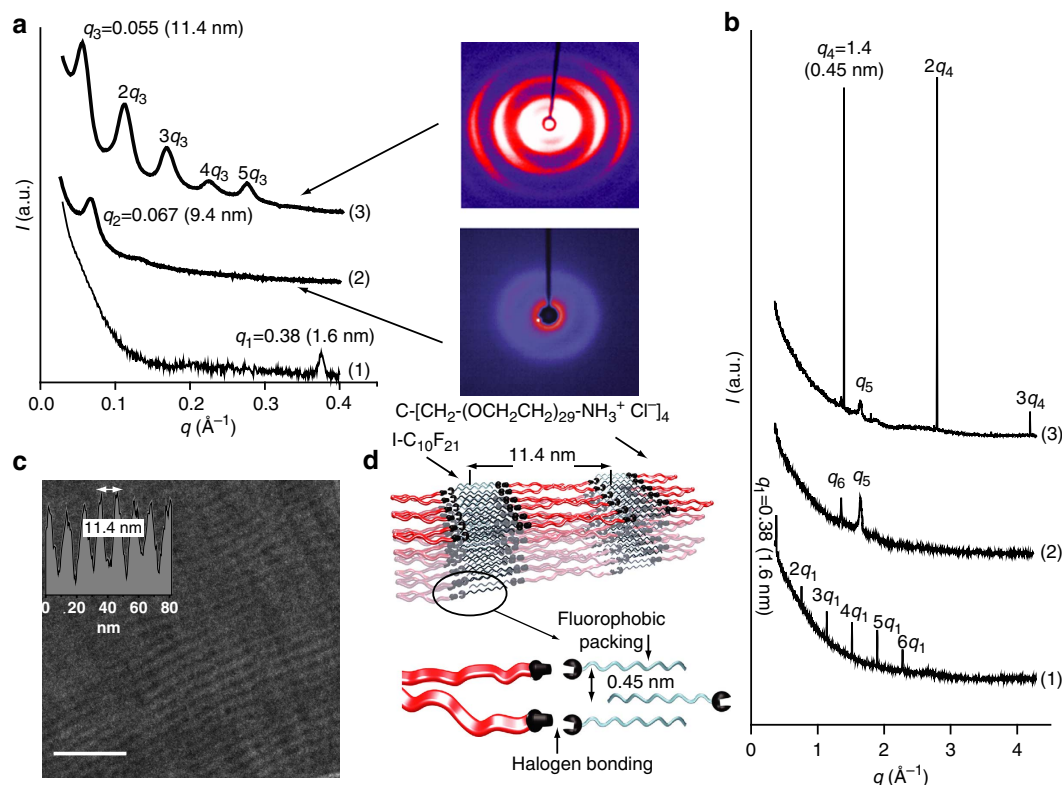 a
q3=0.055 (11.4 nm)
2q3
3q3
4q3
5q3
(3)
q2=0.067 (9.4 nm)
(2)
q1=0.38 (1.6 nm)
(1)
I (a.u.)
0.0 0.1 0.2 0.3 0.4
q (Å−1)
b
q4=1.4
(0.45 nm)
2q4
3q4
q5
(3)
q6
q5
(2)
q1=0.38 (1.6 nm)
2q1
3q1
4q1
5q1
6q1
(1)
I (a.u.)
0 1 2 3 4
q (Å−1)
c
11.4 nm
0 20 40 60 80
nm
d
C-[CH2-(OCH2CH2)29-NH3+ Cl−]4
I-C10F21
11.4 nm
Fluorophobic
packing
0.45 nm
Halogen bonding